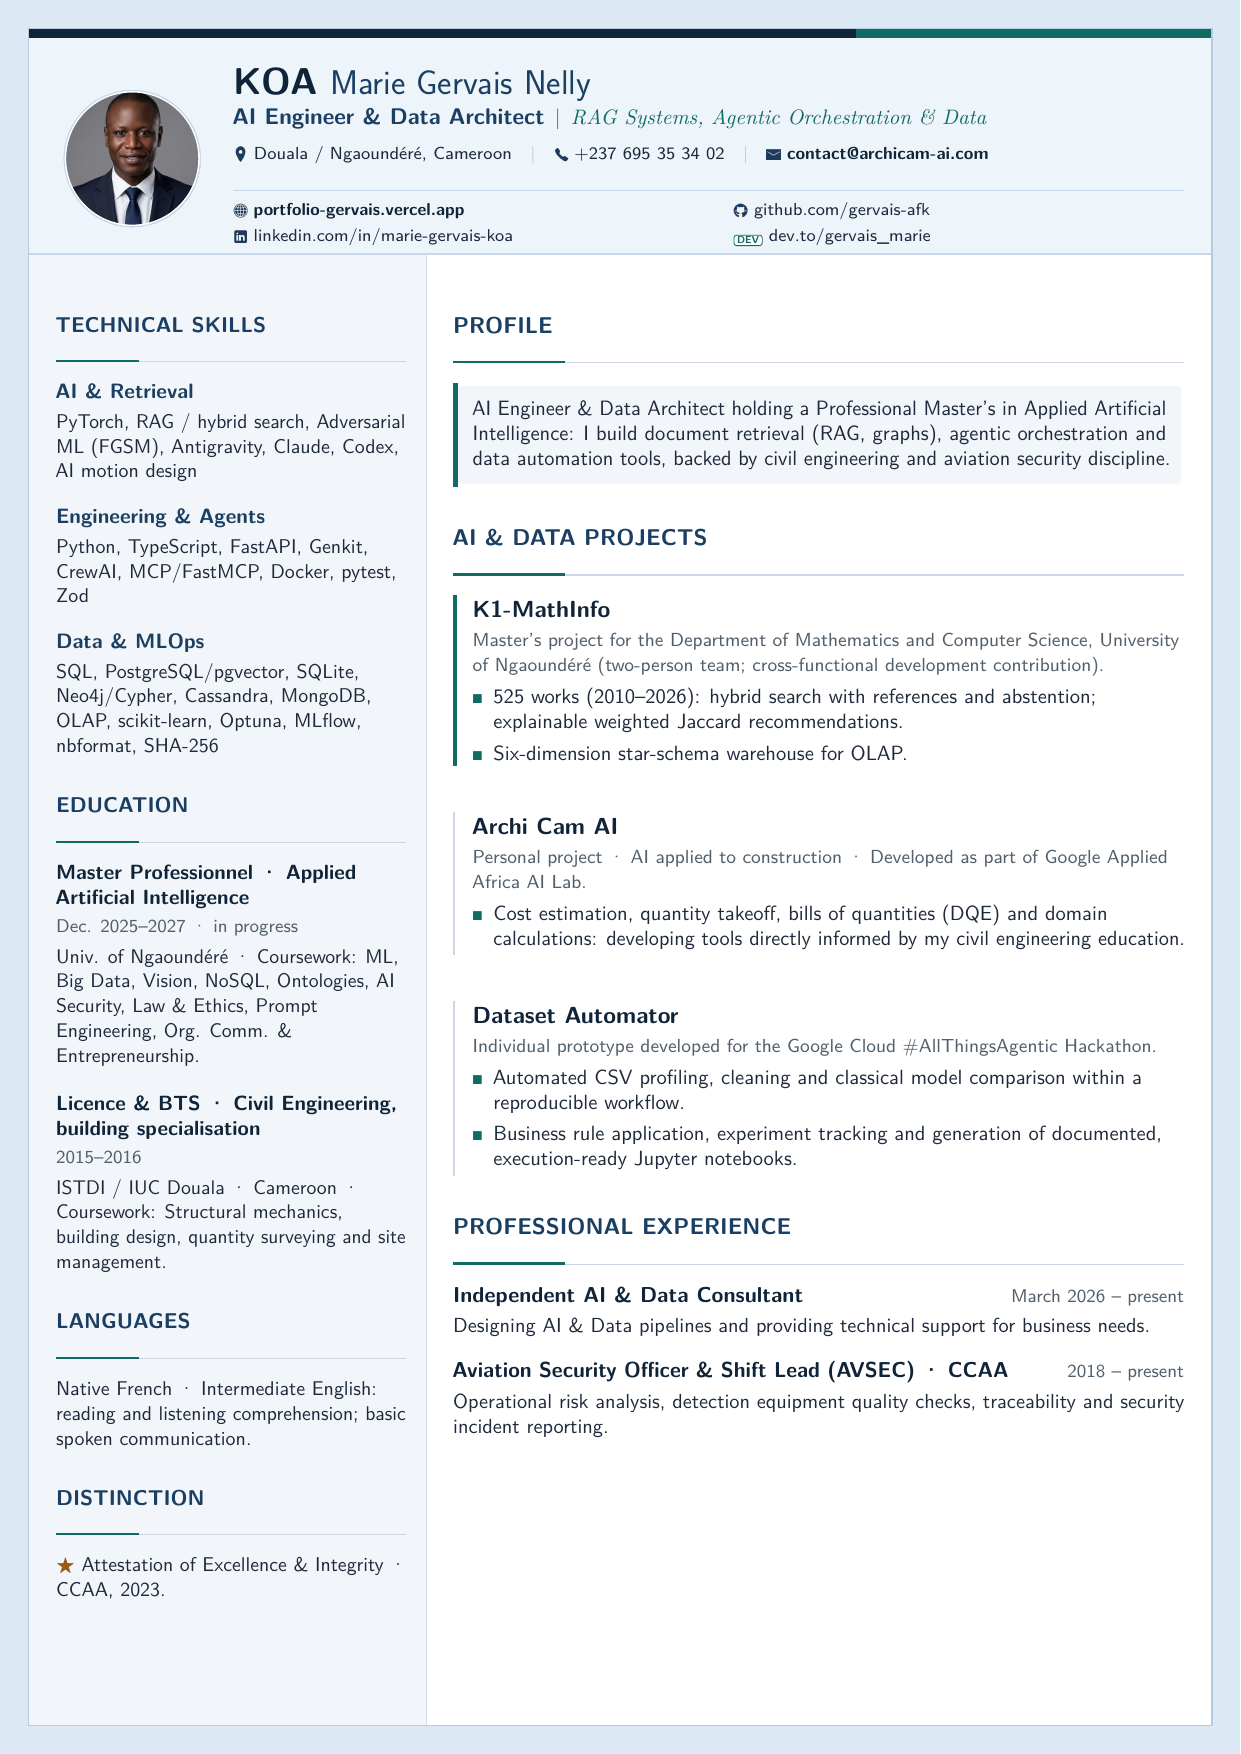 KOA Marie Gervais Nelly
AI Engineer & Data Architect | RAG Systems, Agentic Orchestration & Data
Douala / Ngaoundéré, Cameroon
+237 695 35 34 02
contact@archicam-ai.com
portfolio-gervais.vercel.app
github.com/gervais-afk
linkedin.com/in/marie-gervais-koa
DEV dev.to/gervais_marie
TECHNICAL SKILLS
AI & Retrieval
PyTorch, RAG / hybrid search, Adversarial
ML (FGSM), Antigravity, Claude, Codex,
AI motion design
Engineering & Agents
Python, TypeScript, FastAPI, Genkit,
CrewAI, MCP/FastMCP, Docker, pytest,
Zod
Data & MLOps
SQL, PostgreSQL/pgvector, SQLite,
Neo4j/Cypher, Cassandra, MongoDB,
OLAP, scikit-learn, Optuna, MLflow,
nbformat, SHA-256
EDUCATION
Master Professionnel · Applied
Artificial Intelligence
Dec. 2025–2027 · in progress
Univ. of Ngaoundéré · Coursework: ML,
Big Data, Vision, NoSQL, Ontologies, AI
Security, Law & Ethics, Prompt
Engineering, Org. Comm. &
Entrepreneurship.
Licence & BTS · Civil Engineering,
building specialisation
2015–2016
ISTDI / IUC Douala · Cameroon ·
Coursework: Structural mechanics,
building design, quantity surveying and site
management.
LANGUAGES
Native French · Intermediate English:
reading and listening comprehension; basic
spoken communication.
DISTINCTION
★ Attestation of Excellence & Integrity ·
CCAA, 2023.
PROFILE
AI Engineer & Data Architect holding a Professional Master's in Applied Artificial
Intelligence: I build document retrieval (RAG, graphs), agentic orchestration and
data automation tools, backed by civil engineering and aviation security discipline.
AI & DATA PROJECTS
K1-MathInfo
Master's project for the Department of Mathematics and Computer Science, University
of Ngaoundéré (two-person team; cross-functional development contribution).
■ 525 works (2010–2026): hybrid search with references and abstention;
explainable weighted Jaccard recommendations.
■ Six-dimension star-schema warehouse for OLAP.
Archi Cam AI
Personal project · AI applied to construction · Developed as part of Google Applied
Africa AI Lab.
■ Cost estimation, quantity takeoff, bills of quantities (DQE) and domain
calculations: developing tools directly informed by my civil engineering education.
Dataset Automator
Individual prototype developed for the Google Cloud #AllThingsAgentic Hackathon.
■ Automated CSV profiling, cleaning and classical model comparison within a
reproducible workflow.
■ Business rule application, experiment tracking and generation of documented,
execution-ready Jupyter notebooks.
PROFESSIONAL EXPERIENCE
Independent AI & Data Consultant March 2026 – present
Designing AI & Data pipelines and providing technical support for business needs.
Aviation Security Officer & Shift Lead (AVSEC) · CCAA 2018 – present
Operational risk analysis, detection equipment quality checks, traceability and security
incident reporting.